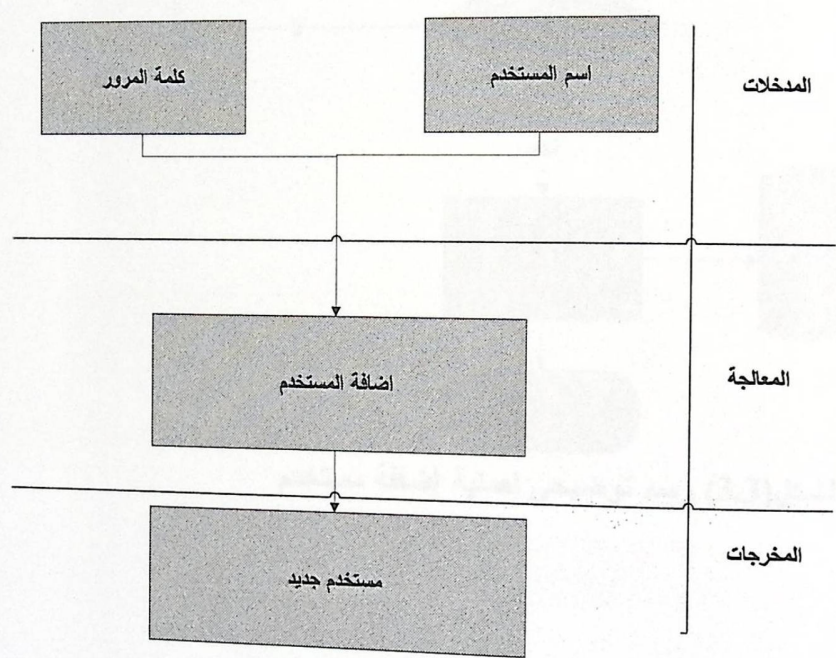 المدخلات
اسم المستخدم
كلمة المرور
المعالجة
اضافة المستخدم
المخرجات
مستخدم جديد